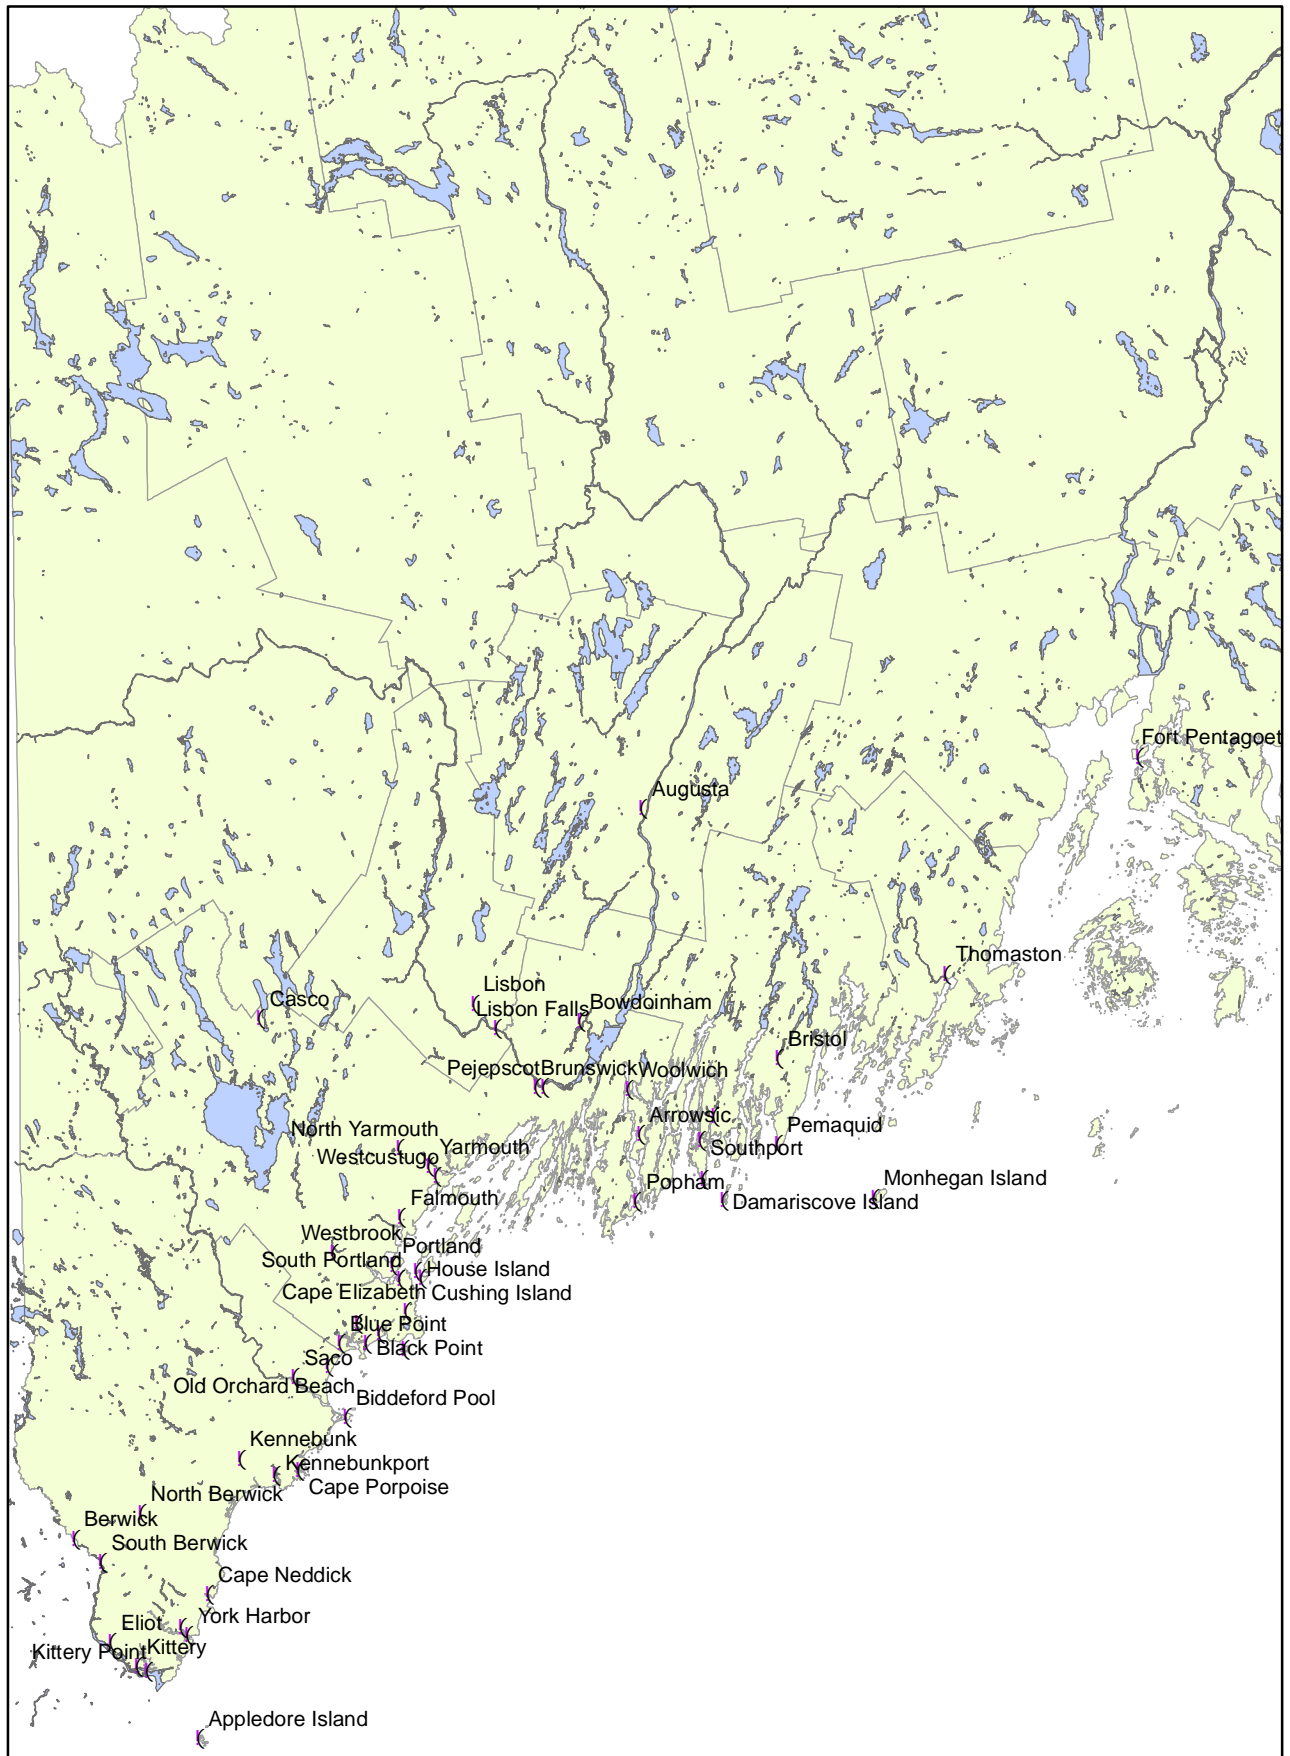 Fort Pentagoet
Augusta
Thomaston
Lisbon
Casco
Lisbon Falls
Bowdoinham
Bristol
Pejepscot
Brunswick
Woolwich
Arrowsic
Pemaquid
North Yarmouth
Yarmouth
Southport
Westcustugo
Monhegan Island
Popham
Falmouth
Damariscove Island
Westbrook
Portland
South Portland
House Island
Cape Elizabeth
Cushing Island
Blue Point
Black Point
Saco
Old Orchard Beach
Biddeford Pool
Kennebunk
Kennebunkport
Cape Porpoise
North Berwick
Berwick
South Berwick
Cape Neddick
York Harbor
Eliot
Kittery Point
Kittery
Appledore Island